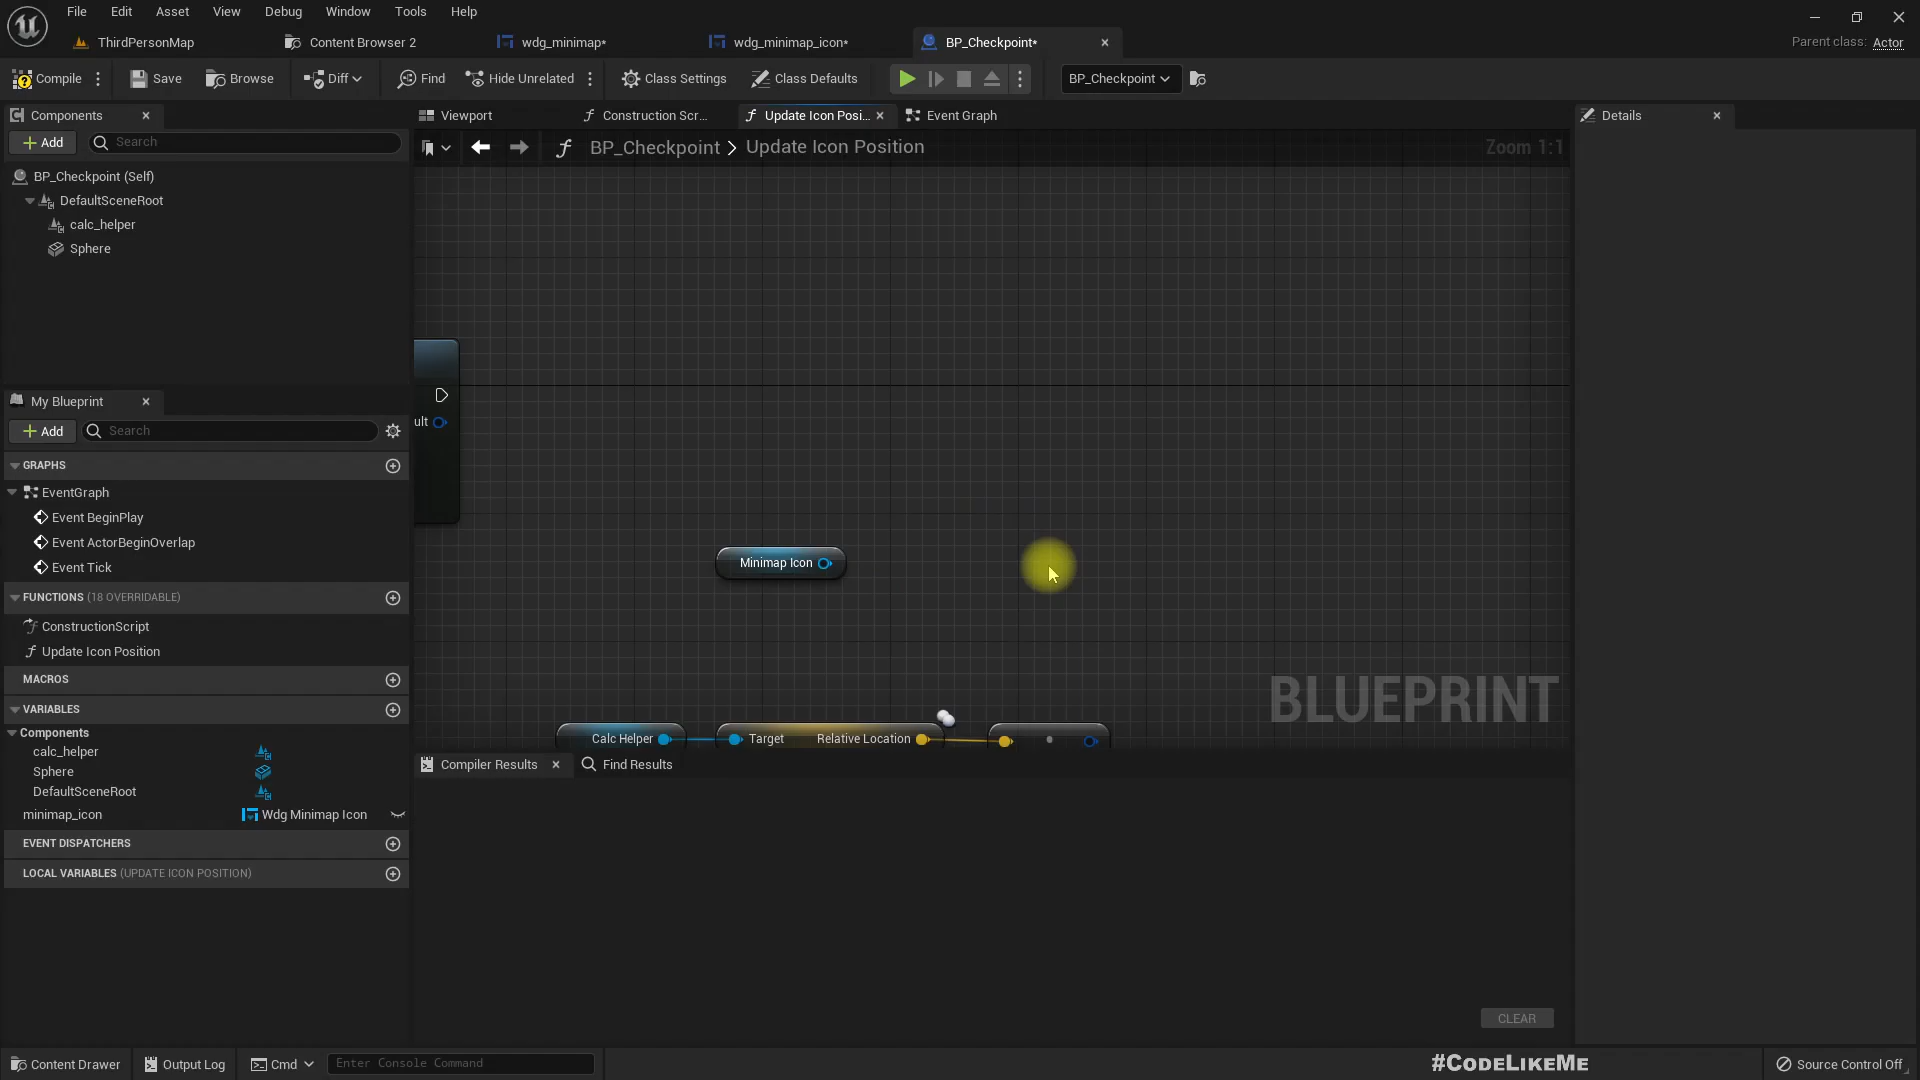 File Edit Asset View Debug Window Tools Help
ThirdPersonMap Content Browser 2 wdg_minimap* wdg_minimap_icon* BP_Checkpoint*
Parent class: Actor
Compile Save Browse Diff Find Hide Unrelated Class Settings Class Defaults BP_Checkpoint
Components
Add Search
BP_Checkpoint (Self)
DefaultSceneRoot
calc_helper
Sphere
My Blueprint
Add Search
GRAPHS
EventGraph
Event BeginPlay
Event ActorBeginOverlap
Event Tick
FUNCTIONS (18 OVERRIDABLE)
ConstructionScript
Update Icon Position
MACROS
VARIABLES
Components
calc_helper
Sphere
DefaultSceneRoot
minimap_icon Wdg Minimap Icon
EVENT DISPATCHERS
LOCAL VARIABLES (UPDATE ICON POSITION)
Viewport Construction Scr... Update Icon Posi... Event Graph
BP_Checkpoint > Update Icon Position
Zoom 1:1
ult
Minimap Icon
Calc Helper Target Relative Location
BLUEPRINT
Compiler Results Find Results
CLEAR
Details
Content Drawer Output Log Cmd Enter Console Command
#CODELIKEME
Source Control Off